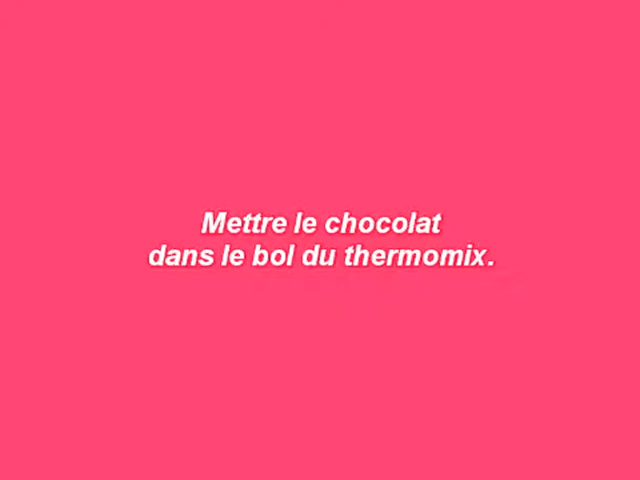 Mettre le chocolat
dans le bol du thermomix.